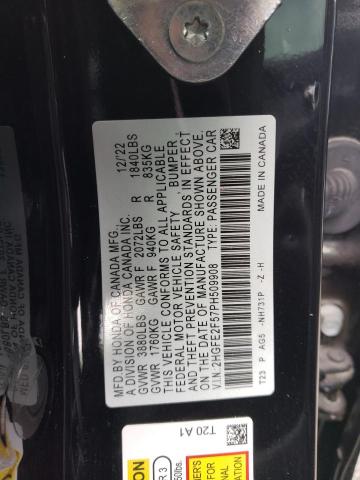 MFD. BY HONDA OF CANADA MFG. 12/'22
A DIV. OF HONDA CANADA INC.
GVWR 3880LBS GAWR F 2072LBS R 1840LBS
1760KG GAWR F 940KG R 835KG
THIS VEHICLE CONFORMS TO ALL APPLICABLE
FEDERAL MOTOR VEHICLE SAFETY, BUMPER,
AND THEFT PREVENTION STANDARDS IN EFFECT
ON THE DATE OF MANUFACTURE SHOWN ABOVE.
V.I.N. 2HGFE2F57PH509908 TYPE: PASSENGER CAR
T23 P AG5 -NH731P -Z -H MADE IN CANADA
T20 A1